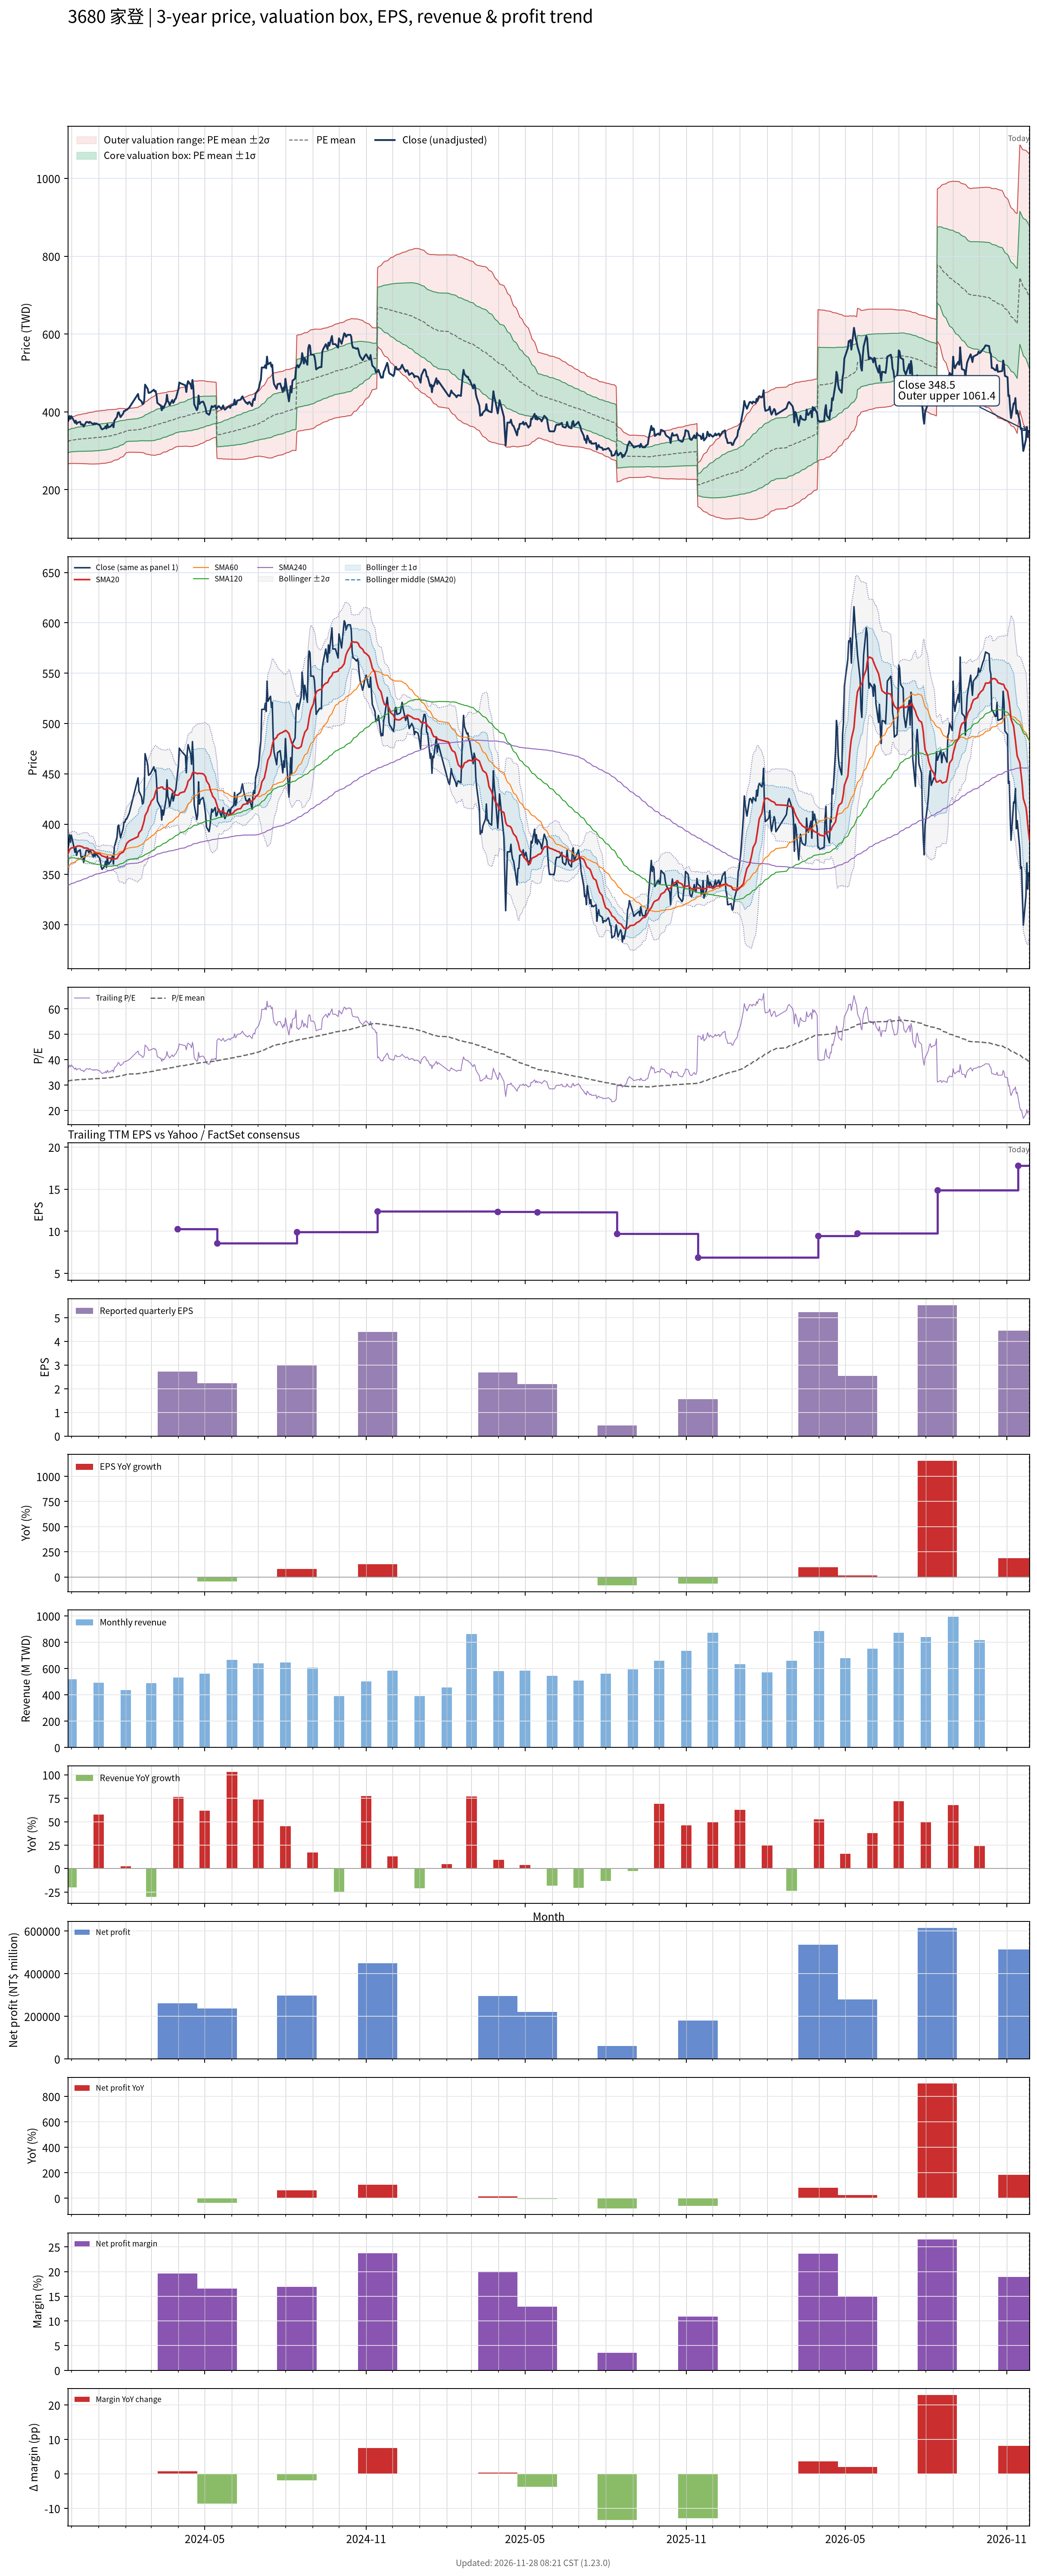 3680 家登 | 3-year price, valuation box, EPS, revenue & profit trend
Outer valuation range: PE mean ±2σ
PE mean
Close (unadjusted)
Core valuation box: PE mean ±1σ
Today
Price (TWD)
1000
800
600
400
200
Close 348.5
Outer upper 1061.4
Close (same as panel 1)
SMA60
SMA240
Bollinger ±1σ
SMA20
SMA120
Bollinger ±2σ
Bollinger middle (SMA20)
Price
650
600
550
500
450
400
350
300
Trailing P/E
P/E mean
P/E
60
50
40
30
20
Trailing TTM EPS vs Yahoo / FactSet consensus
Today
EPS
20
15
10
5
Reported quarterly EPS
EPS
5
4
3
2
1
0
EPS YoY growth
YoY (%)
1000
750
500
250
0
Monthly revenue
Revenue (M TWD)
1000
800
600
400
200
0
Revenue YoY growth
YoY (%)
100
75
50
25
0
-25
Month
Net profit
Net profit (NT$ million)
600000
400000
200000
0
Net profit YoY
YoY (%)
800
600
400
200
0
Net profit margin
Margin (%)
25
20
15
10
5
0
Margin YoY change
Δ margin (pp)
20
10
0
-10
2024-05
2024-11
2025-05
2025-11
2026-05
2026-11
Updated: 2026-11-28 08:21 CST (1.23.0)